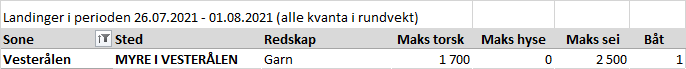 Landinger i perioden 26.07.2021 - 01.08.2021 (alle kvanta i rundvekt)
Sone Sted Redskap Maks torsk Maks hyse Maks sei Båt
Vesterålen MYRE I VESTERÅLEN Garn 1 700 0 2 500 1